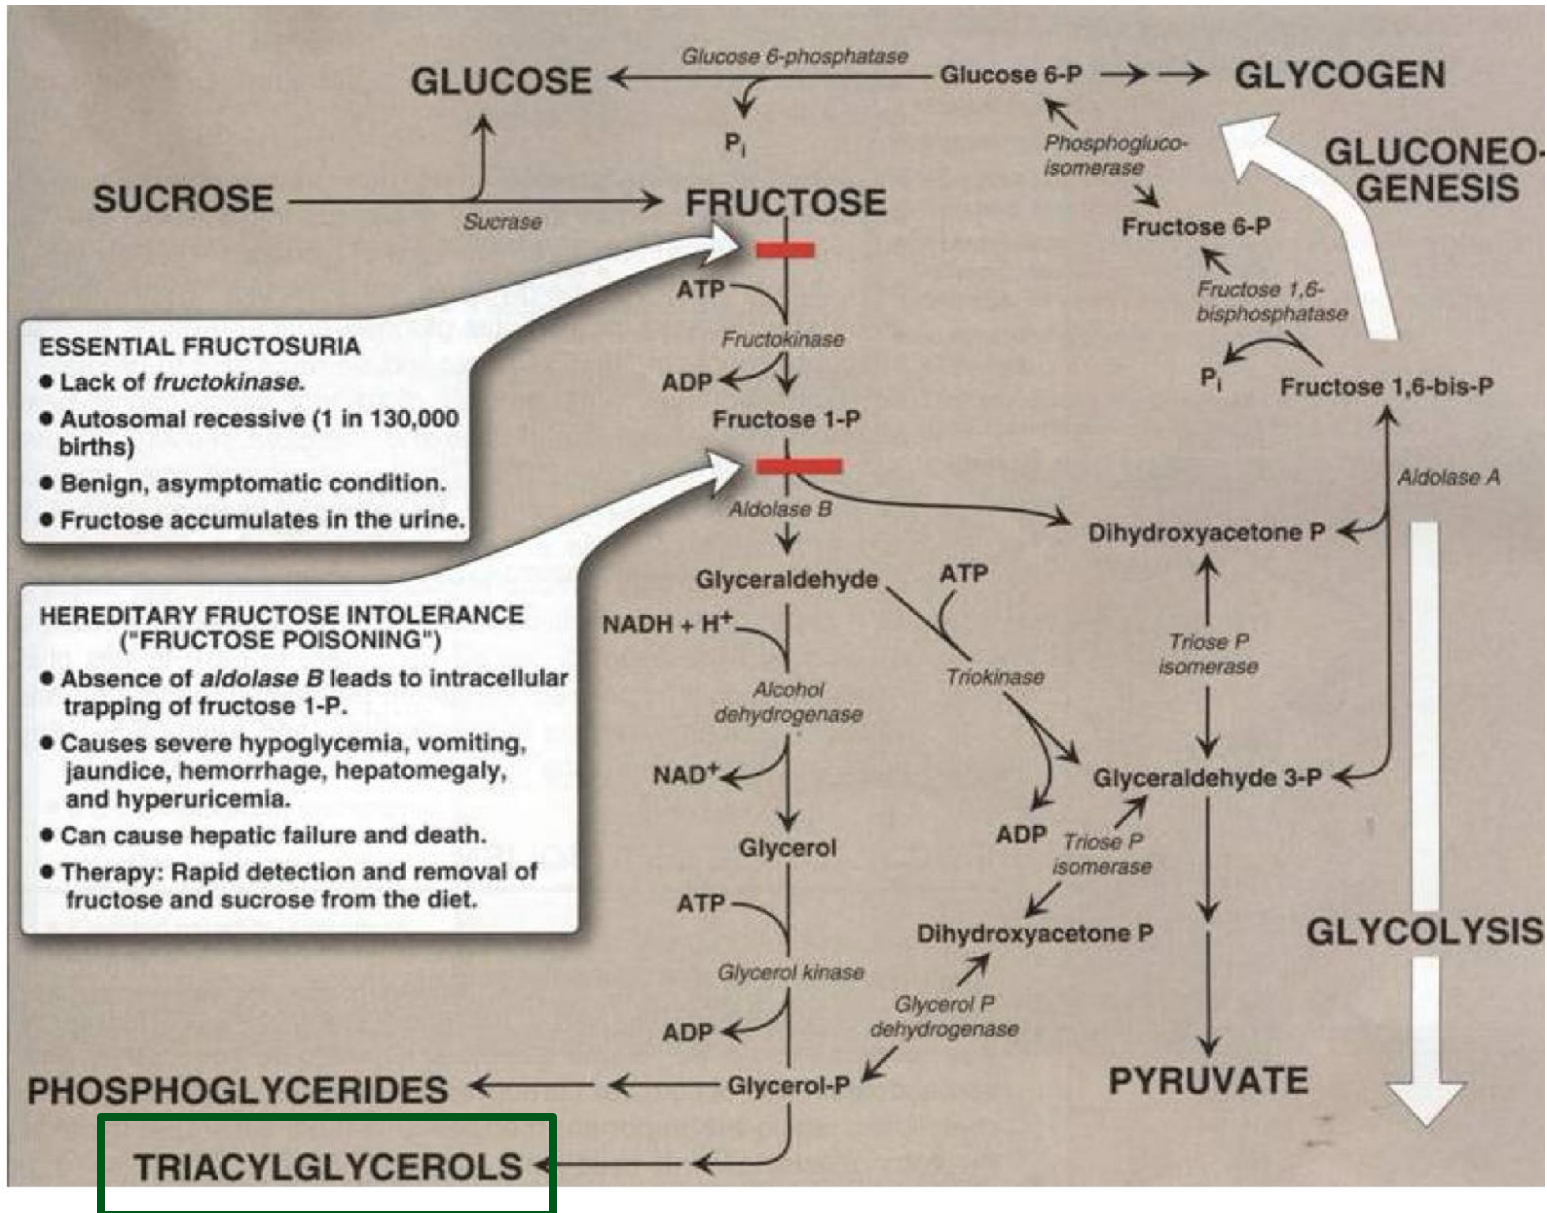 Glucose 6-phosphatase
GLUCOSE
Glucose 6-P
GLYCOGEN
Pi
Phosphogluco-
isomerase
GLUCONEO-
GENESIS
SUCROSE
Sucrase
FRUCTOSE
Fructose 6-P
ATP
Fructokinase
ADP
Fructose 1,6-
bisphosphatase
Pi
Fructose 1,6-bis-P
ESSENTIAL FRUCTOSURIA
● Lack of fructokinase.
● Autosomal recessive (1 in 130,000
births)
● Benign, asymptomatic condition.
● Fructose accumulates in the urine.
Fructose 1-P
Aldolase B
Aldolase A
Dihydroxyacetone P
Glyceraldehyde
ATP
HEREDITARY FRUCTOSE INTOLERANCE
("FRUCTOSE POISONING")
● Absence of aldolase B leads to intracellular
trapping of fructose 1-P.
● Causes severe hypoglycemia, vomiting,
jaundice, hemorrhage, hepatomegaly,
and hyperuricemia.
● Can cause hepatic failure and death.
● Therapy: Rapid detection and removal of
fructose and sucrose from the diet.
NADH + H+
Alcohol
dehydrogenase
NAD+
Triokinase
Triose P
isomerase
Glyceraldehyde 3-P
ADP
Triose P
isomerase
Glycerol
ATP
Glycerol kinase
ADP
Dihydroxyacetone P
Glycerol P
dehydrogenase
GLYCOLYSIS
PHOSPHOGLYCERIDES
Glycerol-P
PYRUVATE
TRIACYLGLYCEROLS